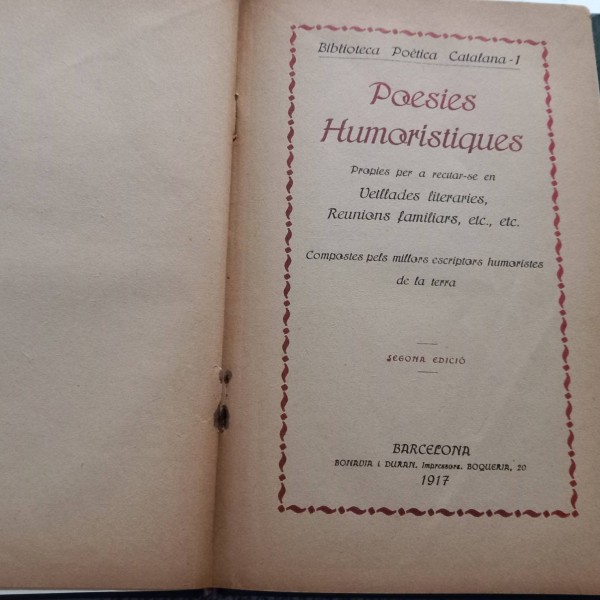 Biblioteca Poètica Catalana - I
Poesies
Humorístiques
Propies per a recitar-se en
Vetllades literaries,
Reunions familiars, etc., etc.
Compostes pels millors escriptors humoristes
de la terra
SEGONA EDICIÓ
BARCELONA
BONAVIA i DURAN, Impressors. BOQUERIA, 20
1917